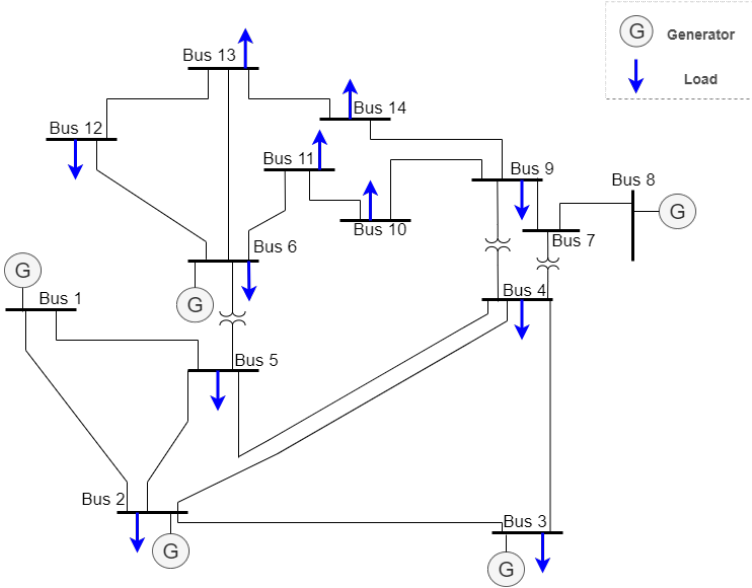 G Generator
Load
Bus 13
Bus 14
Bus 12
Bus 11
Bus 9
Bus 8
G
Bus 10
Bus 7
Bus 6
G
Bus 1
G
Bus 4
Bus 5
Bus 2
G
Bus 3
G